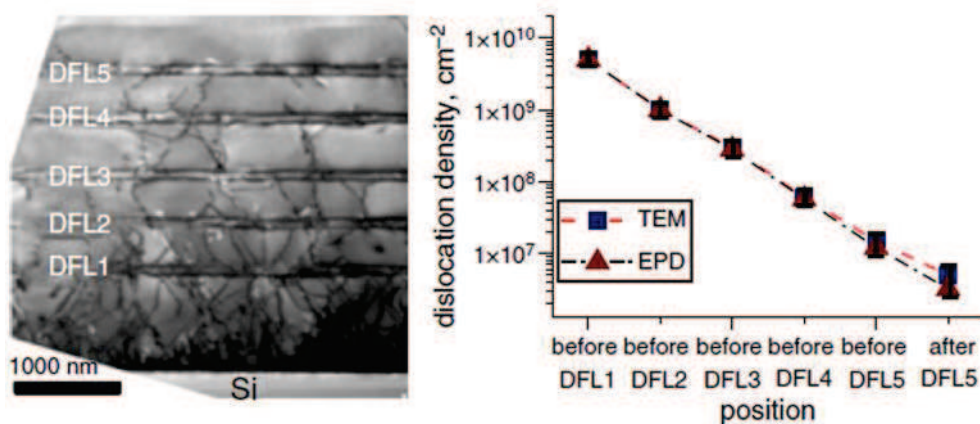 DFL5
DFL4
DFL3
DFL2
DFL1
1000 nm
Si
dislocation density, cm⁻²
1×10¹⁰
1×10⁹
1×10⁸
1×10⁷
TEM
EPD
before before before before before after
DFL1 DFL2 DFL3 DFL4 DFL5 DFL5
position